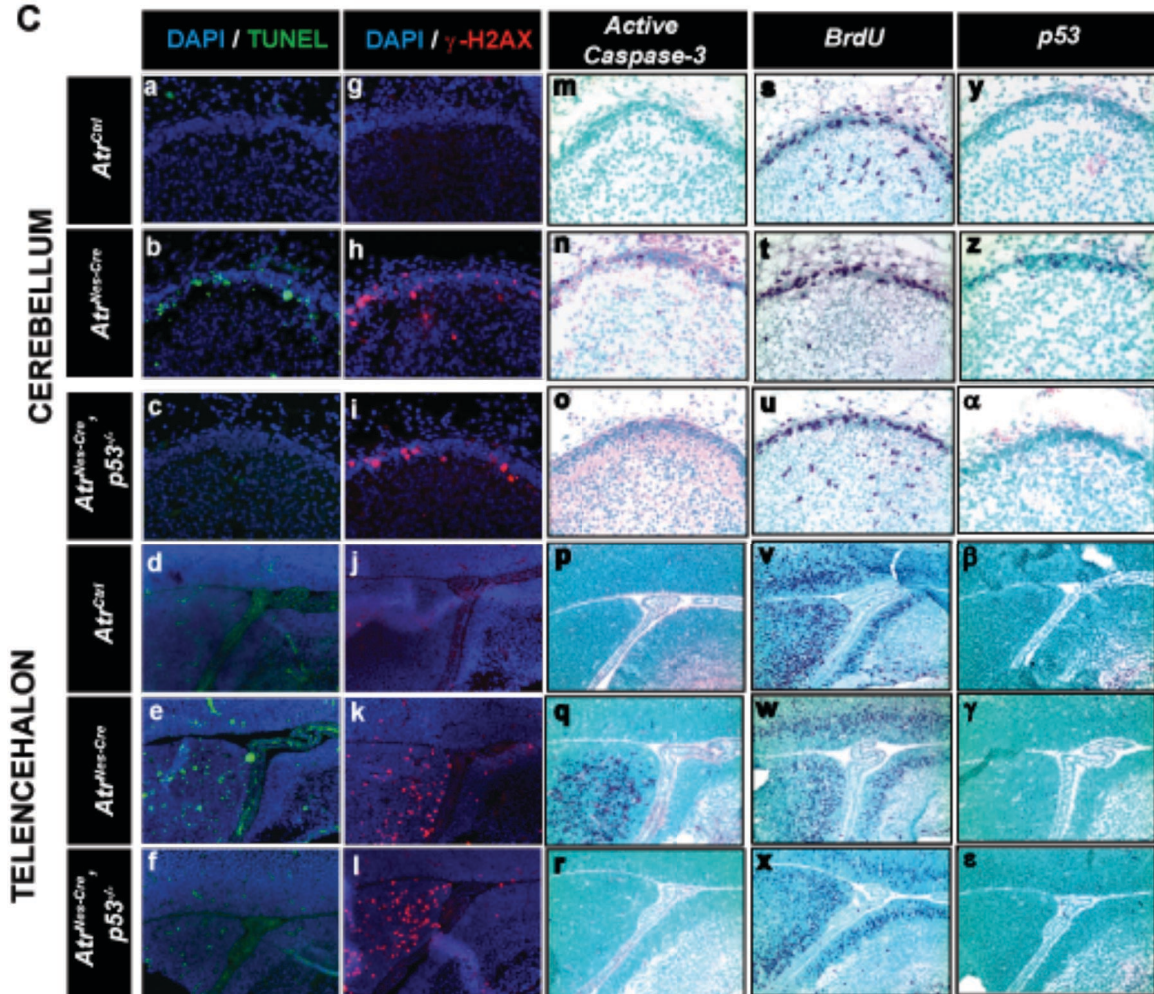 C
DAPI / TUNEL
DAPI / γ-H2AX
Active
Caspase-3
BrdU
p53
CEREBELLUM
Atr^Ctrl
a
g
m
s
y
Atr^Nes-Cre
b
h
n
t
z
Atr^Nes-Cre,
p53^-/-
c
i
o
u
α
TELENCEHALON
Atr^Ctrl
d
j
p
v
β
Atr^Nes-Cre
e
k
q
w
γ
Atr^Nes-Cre,
p53^-/-
f
l
r
x
ε